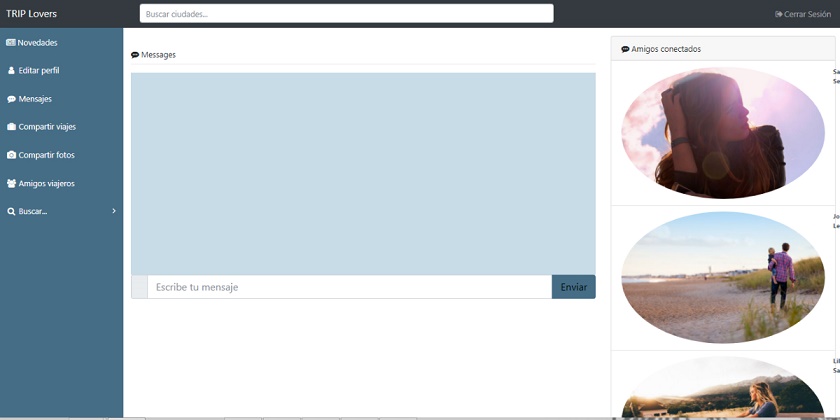 TRIP Lovers
Buscar ciudades...
Cerrar Sesión
Novedades
Editar perfil
Mensajes
Compartir viajes
Compartir fotos
Amigos viajeros
Buscar...
Messages
Escribe tu mensaje
Enviar
Amigos conectados
Sa
Se
Jo
Le
Lil
Sa